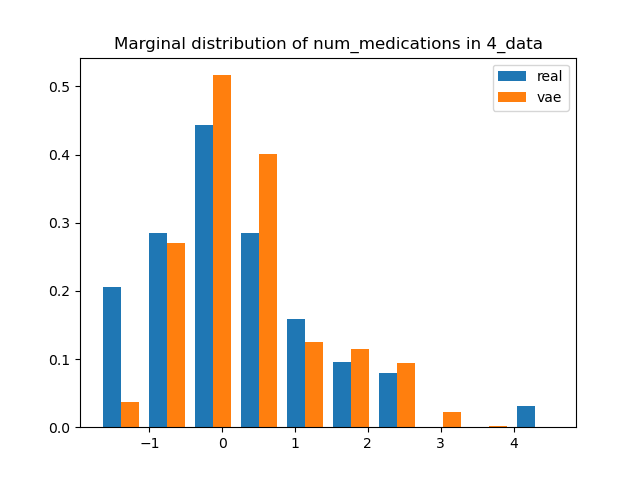 Marginal distribution of num_medications in 4_data
real
vae
0.5
0.4
0.3
0.2
0.1
0.0
−1 0 1 2 3 4